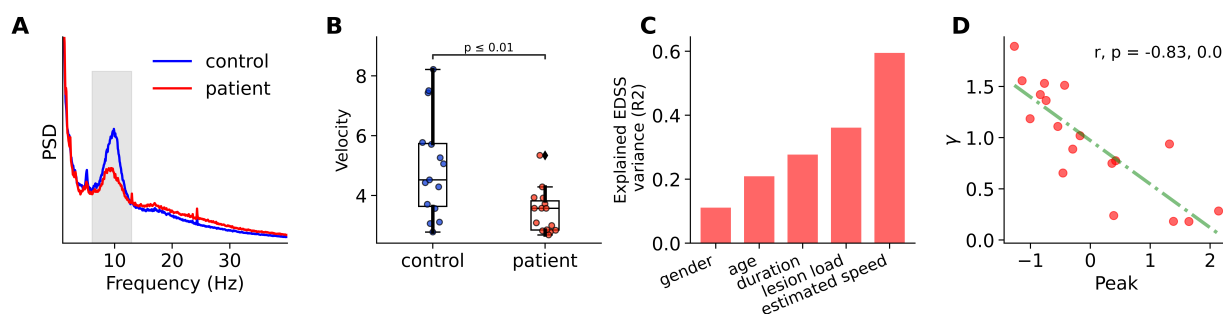 A
control
patient
PSD
10
20
30
Frequency (Hz)
B
p ≤ 0.01
Velocity
8
6
4
control
patient
C
Explained EDSS
variance (R2)
0.6
0.4
0.2
0.0
gender
age
duration
lesion load
estimated speed
D
r, p = -0.83, 0.0
γ
1.5
1.0
0.5
0.0
−1
0
1
2
Peak